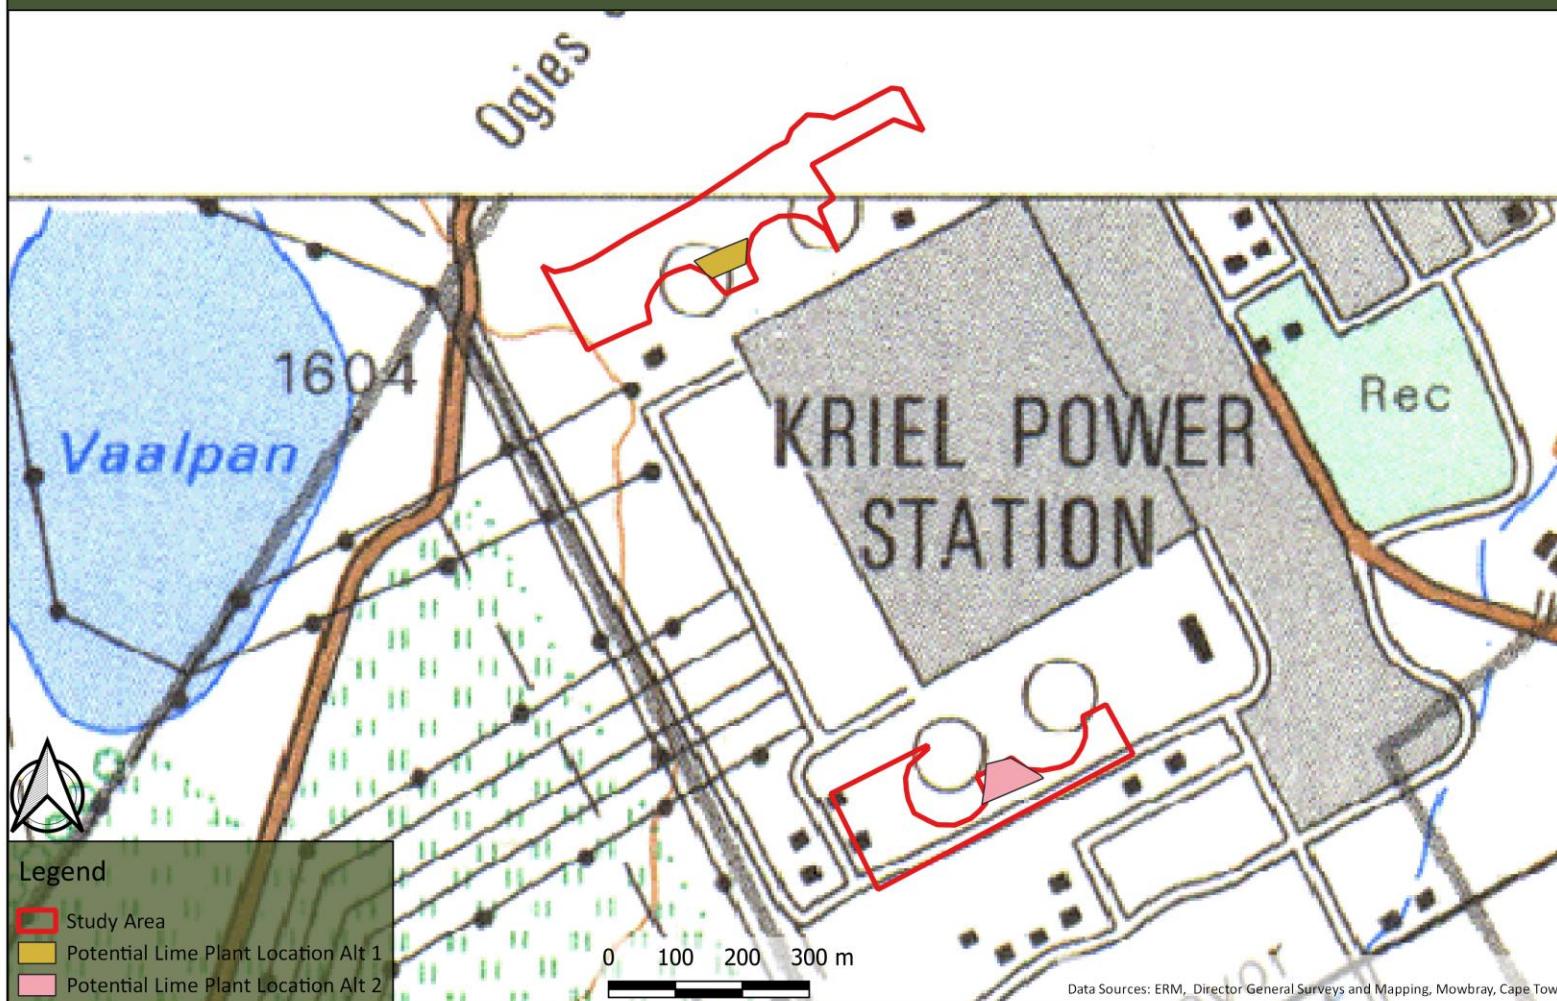 Ogies
1604
Vaalpan
KRIEL POWER
STATION
Rec
Legend
Study Area
Potential Lime Plant Location Alt 1
Potential Lime Plant Location Alt 2
0 100 200 300 m
Data Sources: ERM, Director General Surveys and Mapping, Mowbray, Cape Tow